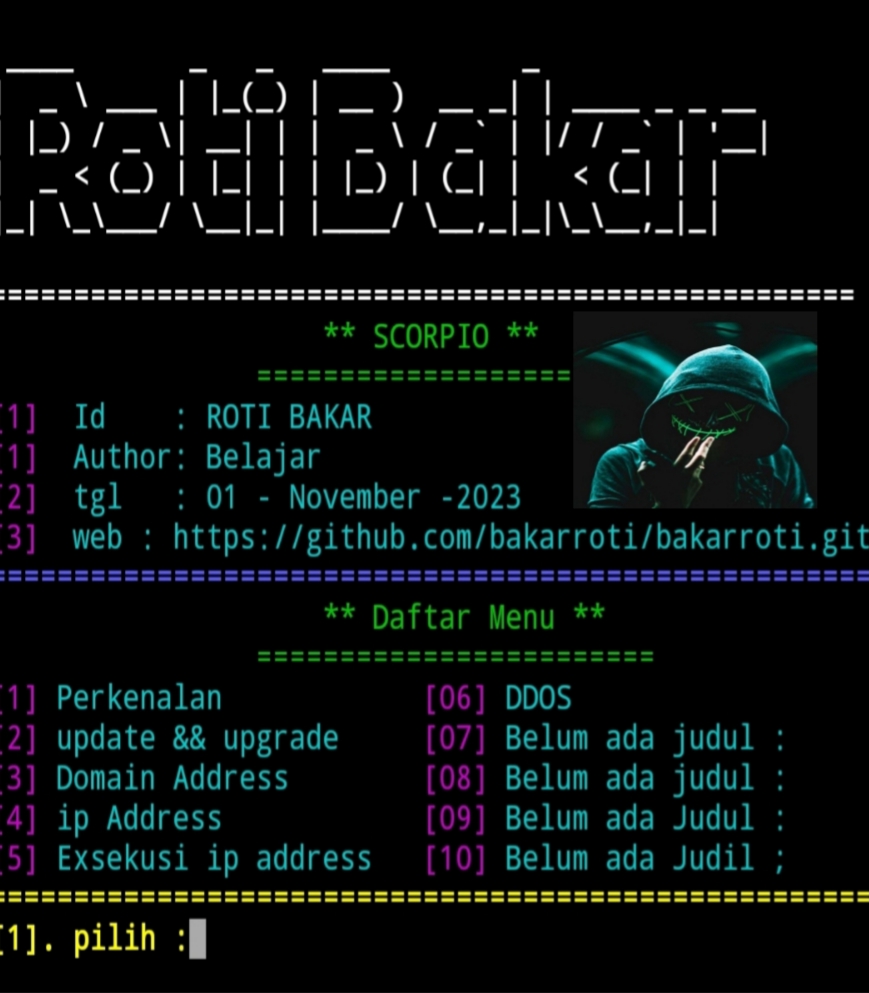 Roti Bakar
================================================
** SCORPIO **
===================
[1] Id : ROTI BAKAR
[1] Author: Belajar
[2] tgl : 01 - November -2023
[3] web : https://github.com/bakarroti/bakarroti.git
================================================
** Daftar Menu **
========================
[1] Perkenalan [06] DDOS
[2] update && upgrade [07] Belum ada judul :
[3] Domain Address [08] Belum ada judul :
[4] ip Address [09] Belum ada Judul :
[5] Exsekusi ip address [10] Belum ada Judil ;
================================================
[1]. pilih :